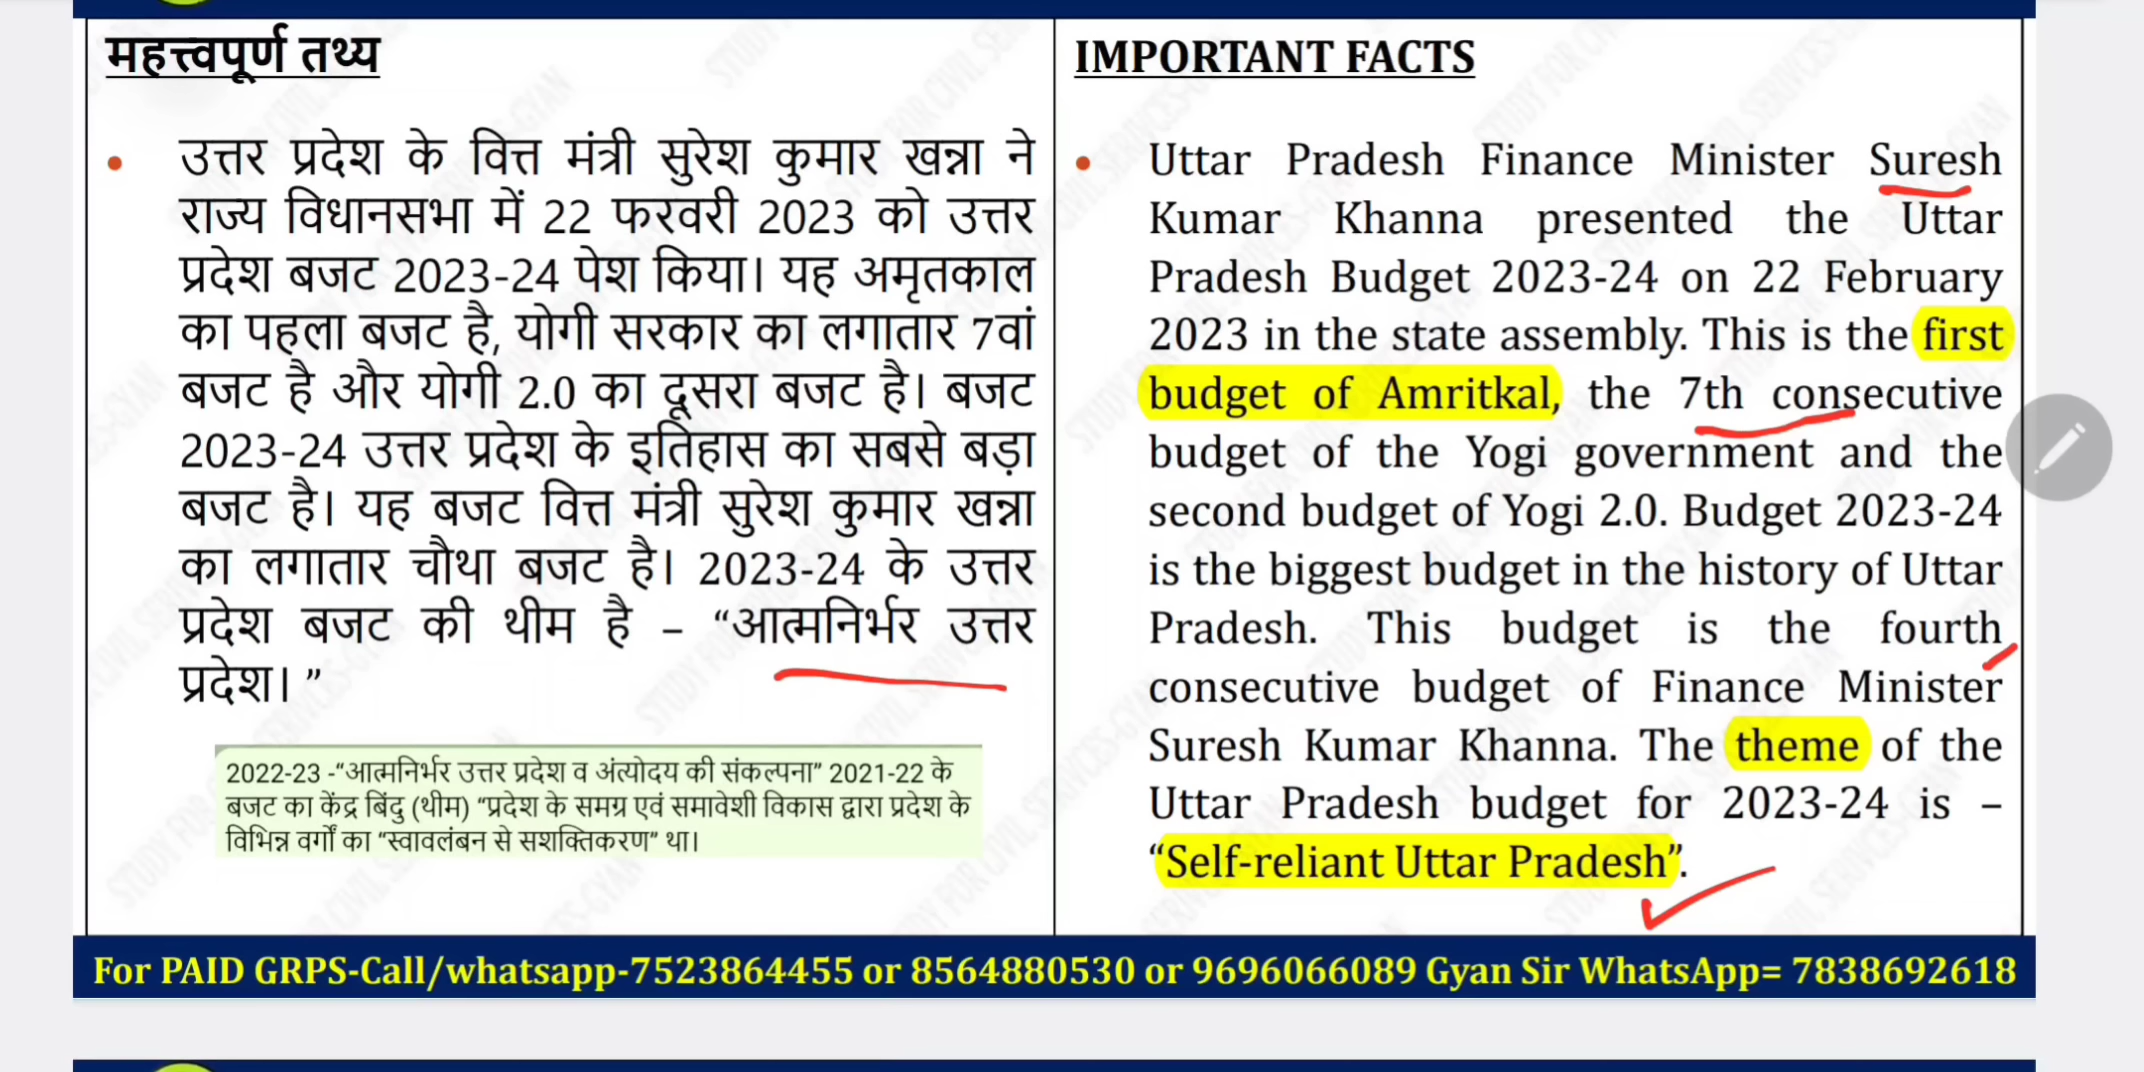 महत्त्वपूर्ण तथ्य
• उत्तर प्रदेश के वित्त मंत्री सुरेश कुमार खन्ना ने
राज्य विधानसभा में 22 फरवरी 2023 को उत्तर
प्रदेश बजट 2023-24 पेश किया। यह अमृतकाल
का पहला बजट है, योगी सरकार का लगातार 7वां
बजट है और योगी 2.0 का दूसरा बजट है। बजट
2023-24 उत्तर प्रदेश के इतिहास का सबसे बड़ा
बजट है। यह बजट वित्त मंत्री सुरेश कुमार खन्ना
का लगातार चौथा बजट है। 2023-24 के उत्तर
प्रदेश बजट की थीम है – “आत्मनिर्भर उत्तर
प्रदेश। ”
2022-23 -“आत्मनिर्भर उत्तर प्रदेश व अंत्योदय की संकल्पना” 2021-22 के
बजट का केंद्र बिंदु (थीम) “प्रदेश के समग्र एवं समावेशी विकास द्वारा प्रदेश के
विभिन्न वर्गों का “स्वावलंबन से सशक्तिकरण” था।
IMPORTANT FACTS
• Uttar Pradesh Finance Minister Suresh
Kumar Khanna presented the Uttar
Pradesh Budget 2023-24 on 22 February
2023 in the state assembly. This is the first
budget of Amritkal, the 7th consecutive
budget of the Yogi government and the
second budget of Yogi 2.0. Budget 2023-24
is the biggest budget in the history of Uttar
Pradesh. This budget is the fourth
consecutive budget of Finance Minister
Suresh Kumar Khanna. The theme of the
Uttar Pradesh budget for 2023-24 is –
“Self-reliant Uttar Pradesh”.
For PAID GRPS-Call/whatsapp-7523864455 or 8564880530 or 9696066089 Gyan Sir WhatsApp= 7838692618